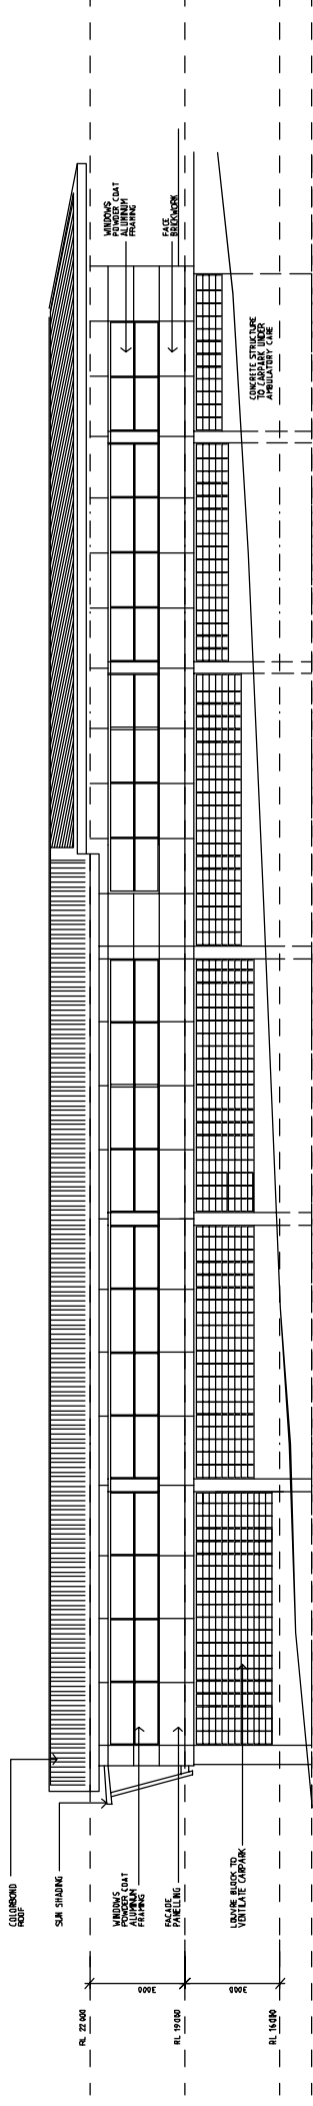 COLORBOND
ROOF
SUN SHADING
WINDOWS
POWDER COAT
ALUMINUM
FRAMING
FACADE
PANELLING
LOUVRE BLOCK TO
VENTILATE CARPARK
RL 22 000
3000
RL 19 000
3000
RL 16 000
WINDOWS
POWDER COAT
ALUMINUM
FRAMING
FACE
BRICKWORK
CONCRETE STRUCTURE
TO CARPARK UNDER
AMBULATORY CARE